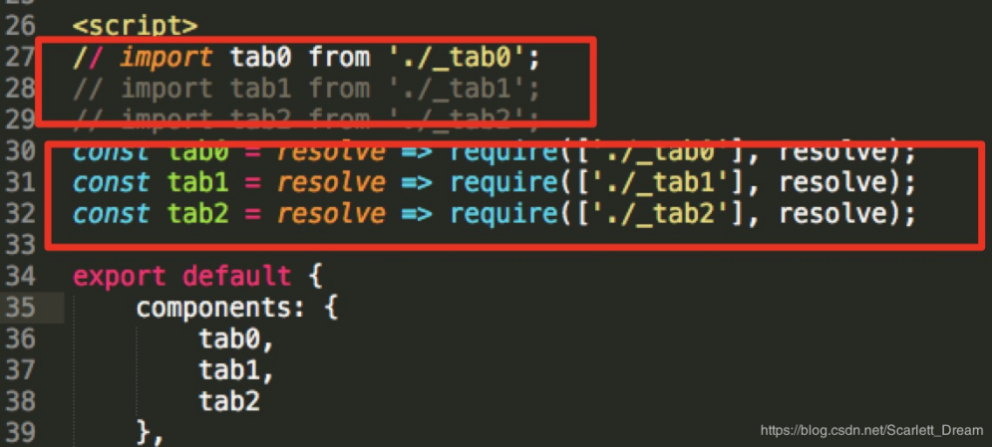 26 <script>
27 // import tab0 from './_tab0';
28 // import tab1 from './_tab1';
29 // import tab2 from './_tab2';
30 const tab0 = resolve => require(['./_tab0'], resolve);
31 const tab1 = resolve => require(['./_tab1'], resolve);
32 const tab2 = resolve => require(['./_tab2'], resolve);
33
34 export default {
35 components: {
36 tab0,
37 tab1,
38 tab2
39 },
https://blog.csdn.net/Scarlett_Dream